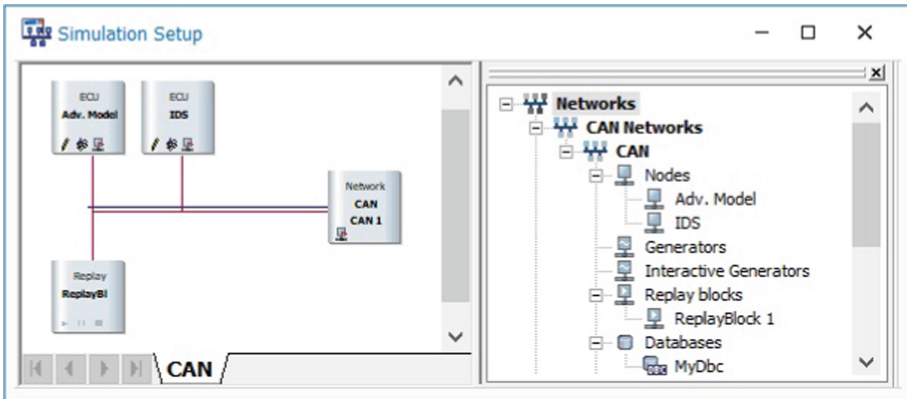 Simulation Setup
ECU
Adv. Model
ECU
IDS
Network
CAN
CAN 1
Replay
ReplayBl
CAN
Networks
CAN Networks
CAN
Nodes
Adv. Model
IDS
Generators
Interactive Generators
Replay blocks
ReplayBlock 1
Databases
DBC
MyDbc